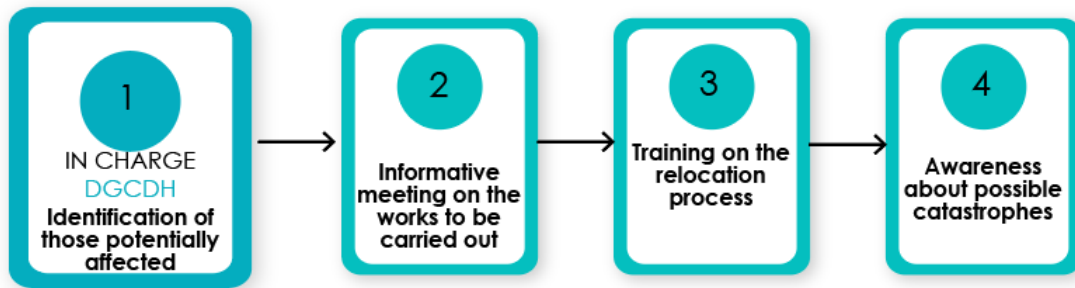 1
IN CHARGE
DGCDH
Identification of
those potentially
affected
2
Informative
meeting on the
works to be
carried out
3
Training on the
relocation
process
4
Awareness
about possible
catastrophes